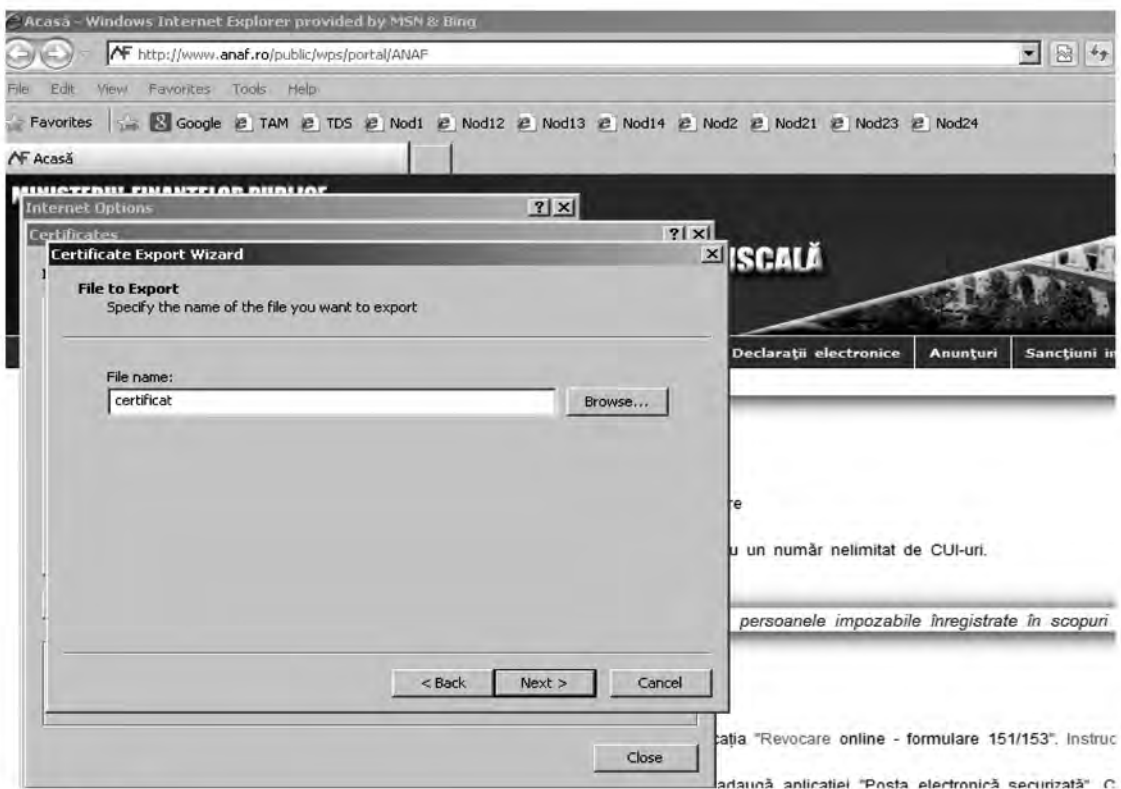 Acasă - Windows Internet Explorer provided by MSN & Bing
http://www.anaf.ro/public/wps/portal/ANAF
File Edit View Favorites Tools Help
Favorites Google TAM TDS Nod1 Nod12 Nod13 Nod14 Nod2 Nod21 Nod23 Nod24
Acasă
MINISTERUL FINANTELOR PUBLICE
Internet Options
Certificates
Certificate Export Wizard
ISCALĂ
File to Export
Specify the name of the file you want to export
Declaraţii electronice Anunţuri Sancţiuni
File name:
certificat
Browse...
re
u un număr nelimitat de CUI-uri.
persoanele impozabile înregistrate în scopuri
< Back Next > Cancel
caţia "Revocare online - formulare 151/153". Instruc
Close
adaugă aplicaţiei "Posta electronică securizată". C